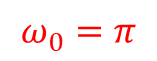 ω₀ = π